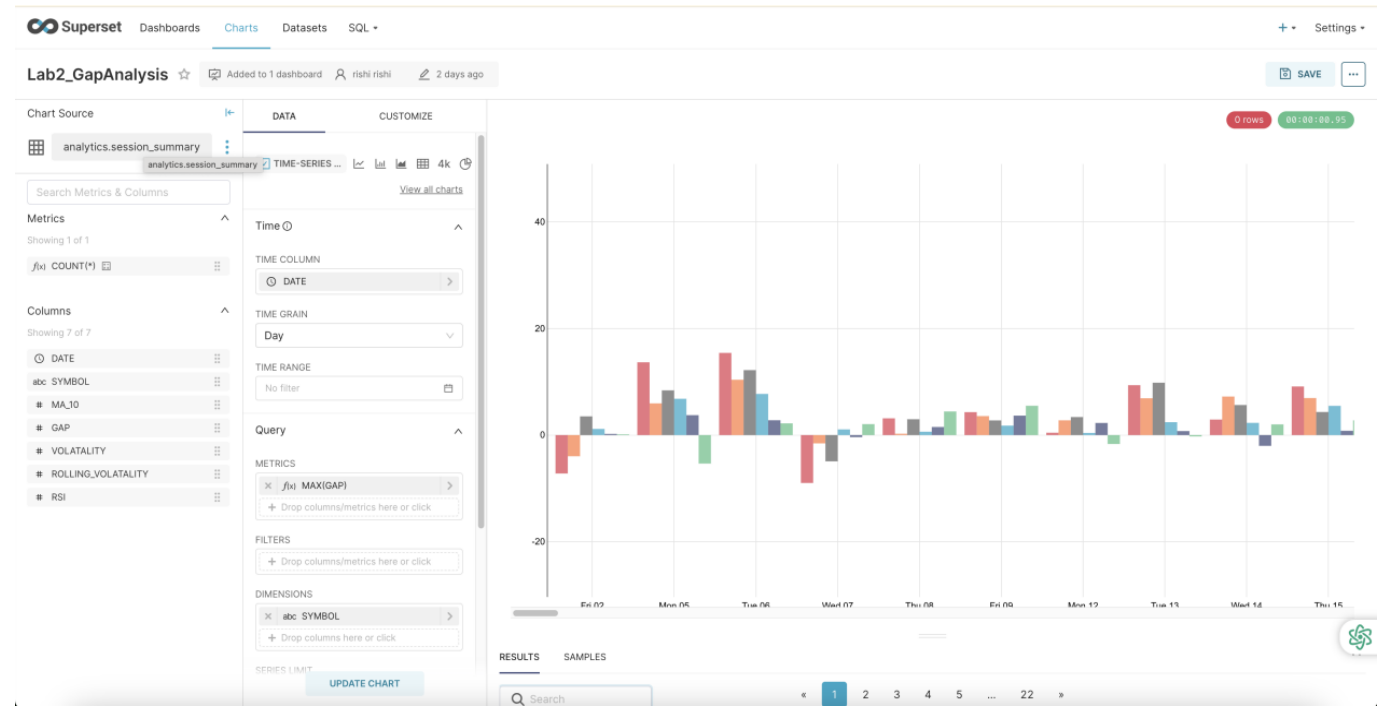 Superset Dashboards Charts Datasets SQL + Settings
Lab2_GapAnalysis Added to 1 dashboard rishi rishi 2 days ago SAVE ...
Chart Source
analytics.session_summary
analytics.session_summary
Search Metrics & Columns
Metrics
Showing 1 of 1
f(x) COUNT(*)
Columns
Showing 7 of 7
DATE
abc SYMBOL
# MA_10
# GAP
# VOLATALITY
# ROLLING_VOLATALITY
# RSI
DATA CUSTOMIZE
TIME-SERIES ... 4k
View all charts
Time
TIME COLUMN
DATE
TIME GRAIN
Day
TIME RANGE
No filter
Query
METRICS
× f(x) MAX(GAP)
+ Drop columns/metrics here or click
FILTERS
+ Drop columns/metrics here or click
DIMENSIONS
× abc SYMBOL
+ Drop columns here or click
SERIES LIMIT
UPDATE CHART
0 rows 00:00:00.95
40
20
0
-20
Fri 02 Mon 05 Tue 06 Wed 07 Thu 08 Fri 09 Mon 12 Tue 13 Wed 14 Thu 15
RESULTS SAMPLES
Search
« 1 2 3 4 5 ... 22 »